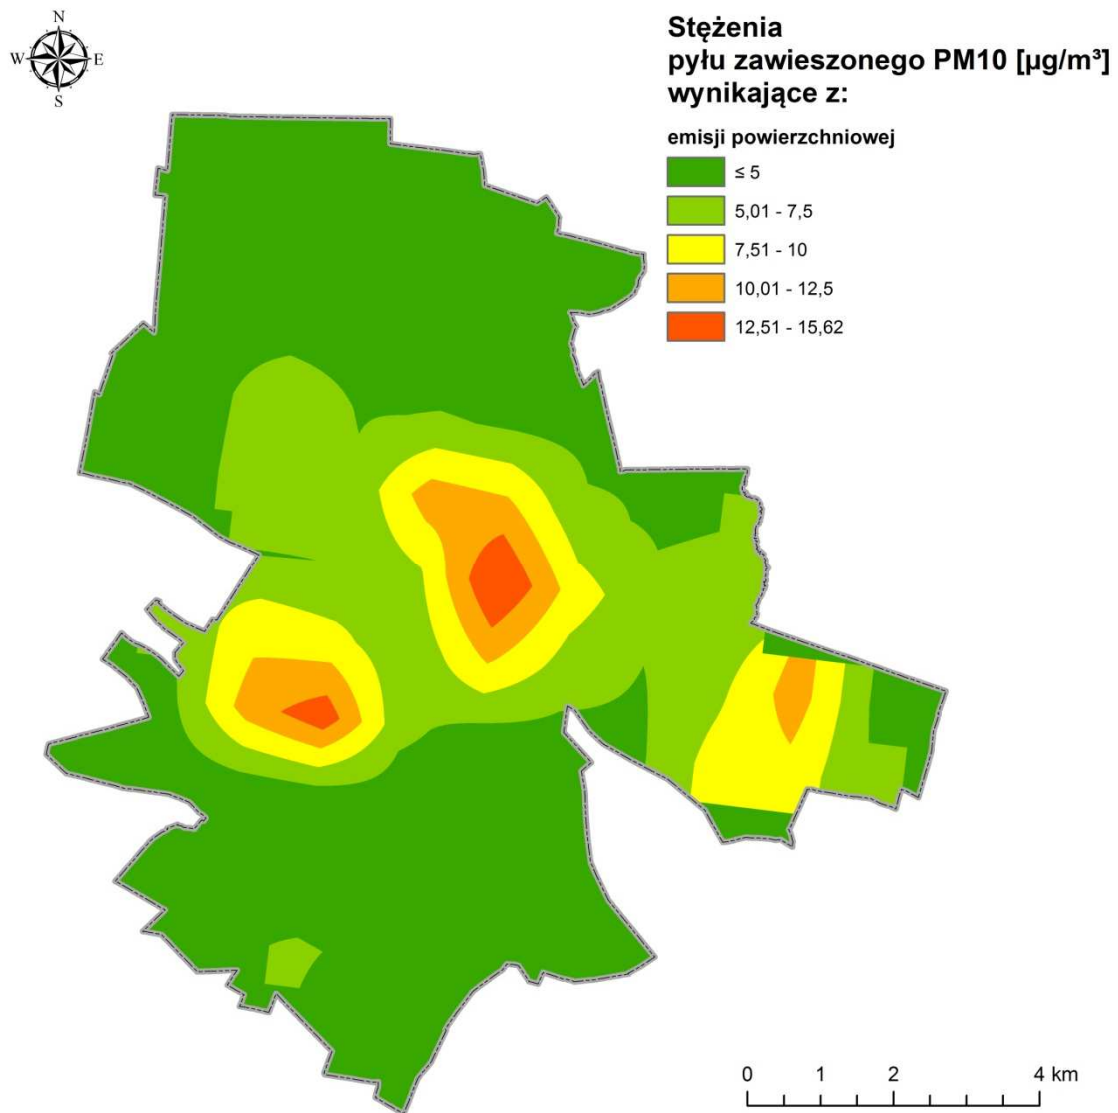 N
W E
S
Stężenia
pyłu zawieszonego PM10 [µg/m³]
wynikające z:
emisji powierzchniowej
≤ 5
5,01 - 7,5
7,51 - 10
10,01 - 12,5
12,51 - 15,62
0 1 2 4 km